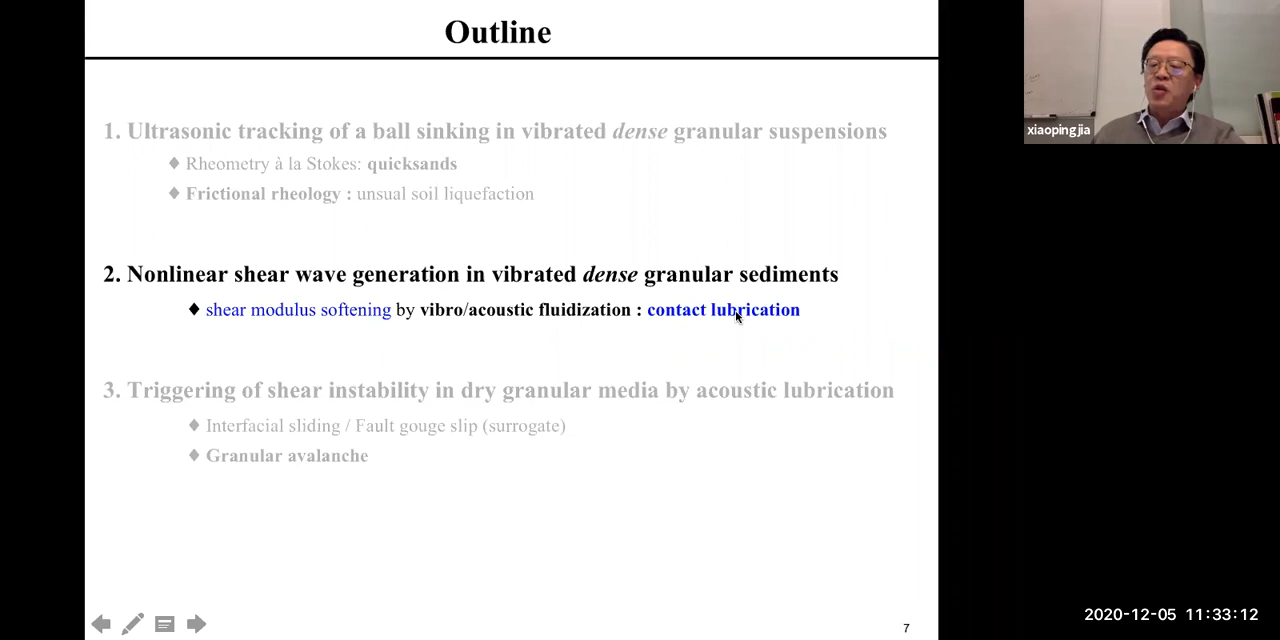 Outline
1. Ultrasonic tracking of a ball sinking in vibrated dense granular suspensions
♦ Rheometry à la Stokes: quicksands
♦ Frictional rheology : unsual soil liquefaction
2. Nonlinear shear wave generation in vibrated dense granular sediments
♦ shear modulus softening by vibro/acoustic fluidization : contact lubrication
3. Triggering of shear instability in dry granular media by acoustic lubrication
♦ Interfacial sliding / Fault gouge slip (surrogate)
♦ Granular avalanche
7
xiaoping jia
2020-12-05 11:33:12